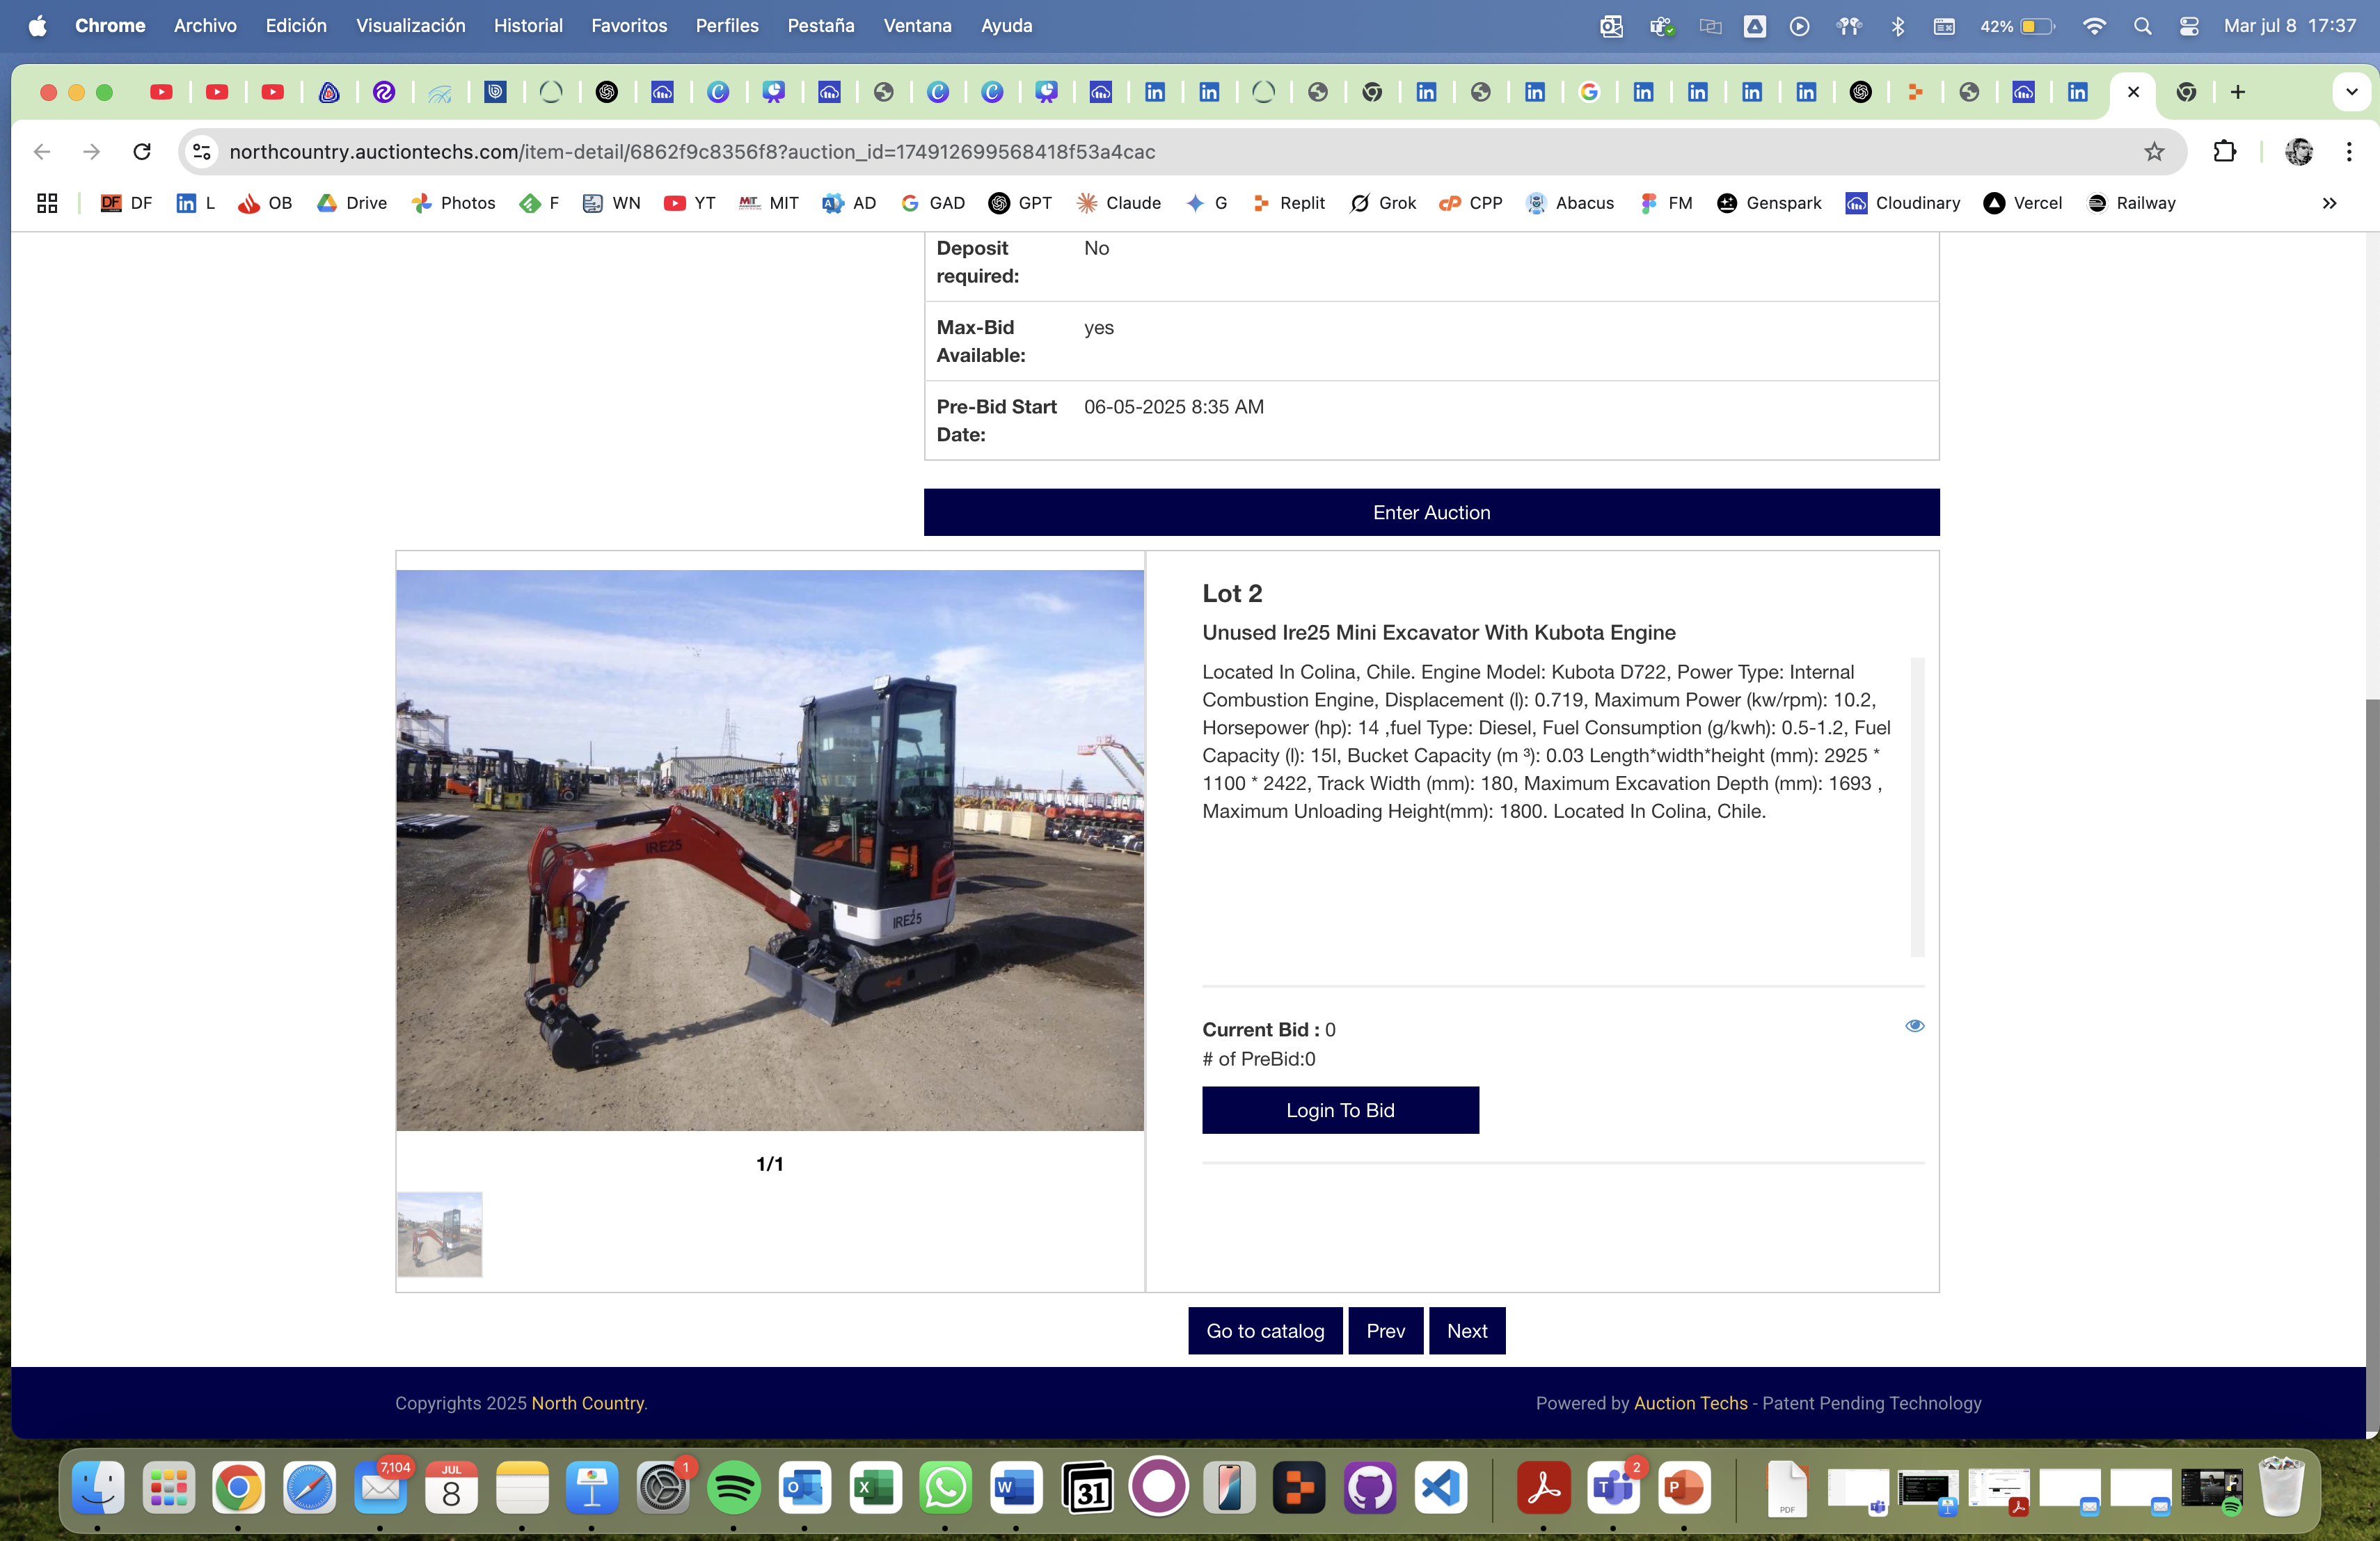 Chrome Archivo Edición Visualización Historial Favoritos Perfiles Pestaña Ventana Ayuda 42% Mar jul 8 17:37
northcountry.auctiontechs.com/item-detail/6862f9c8356f8?auction_id=174912699568418f53a4cac
DF L OB Drive Photos F WN YT MIT AD GAD GPT Claude G Replit Grok CPP Abacus FM Genspark Cloudinary Vercel Railway
Deposit required: No
Max-Bid Available: yes
Pre-Bid Start Date: 06-05-2025 8:35 AM
Enter Auction
IRE25
IRE25
1/1
Lot 2
Unused Ire25 Mini Excavator With Kubota Engine
Located In Colina, Chile. Engine Model: Kubota D722, Power Type: Internal
Combustion Engine, Displacement (l): 0.719, Maximum Power (kw/rpm): 10.2,
Horsepower (hp): 14 ,fuel Type: Diesel, Fuel Consumption (g/kwh): 0.5-1.2, Fuel
Capacity (l): 15l, Bucket Capacity (m ³): 0.03 Length*width*height (mm): 2925 *
1100 * 2422, Track Width (mm): 180, Maximum Excavation Depth (mm): 1693 ,
Maximum Unloading Height(mm): 1800. Located In Colina, Chile.
Current Bid : 0
# of PreBid:0
Login To Bid
Go to catalog Prev Next
Copyrights 2025 North Country. Powered by Auction Techs - Patent Pending Technology
7,104 JUL 8 1 31 2 PDF